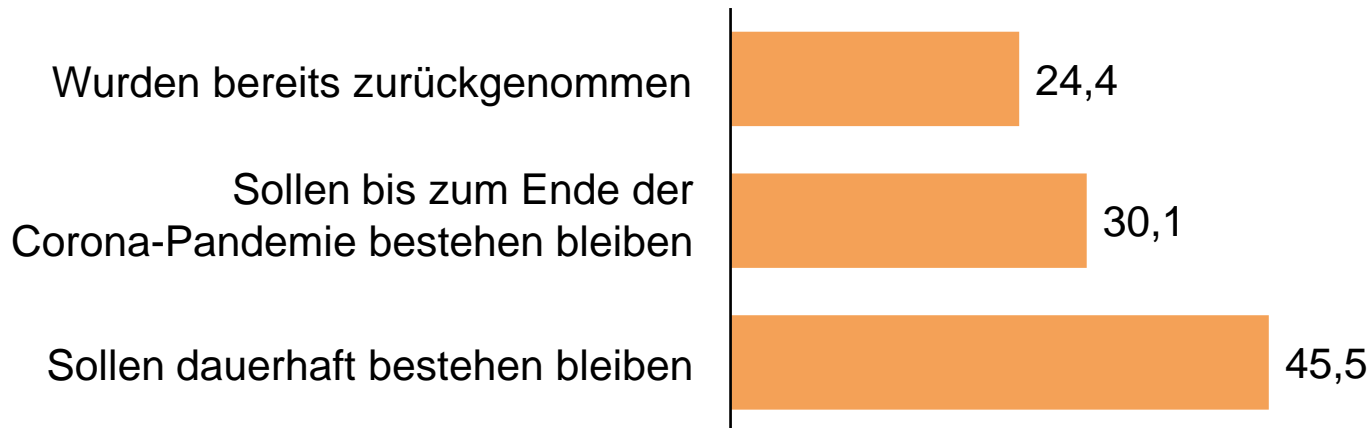 Wurden bereits zurückgenommen
24,4
Sollen bis zum Ende der
Corona-Pandemie bestehen bleiben
30,1
Sollen dauerhaft bestehen bleiben
45,5